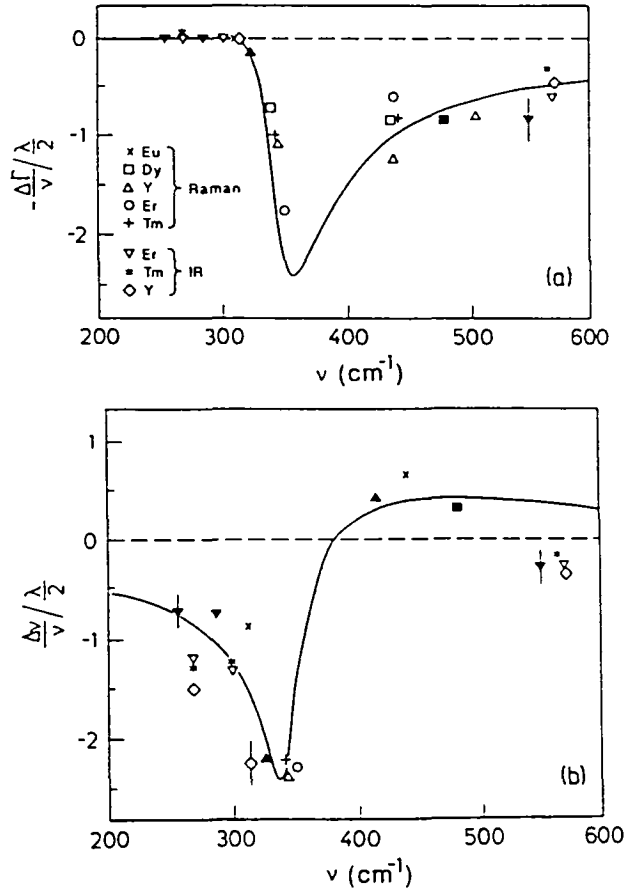 0
-1
-2
-ΔΓ/ν / λ/2
× Eu
□ Dy
△ Y
○ Er
+ Tm
Raman
▽ Er
* Tm
◇ Y
IR
(a)
200 300 400 500 600
ν (cm⁻¹)
1
0
-1
-2
Δν/ν / λ/2
(b)
200 300 400 500 600
ν (cm⁻¹)